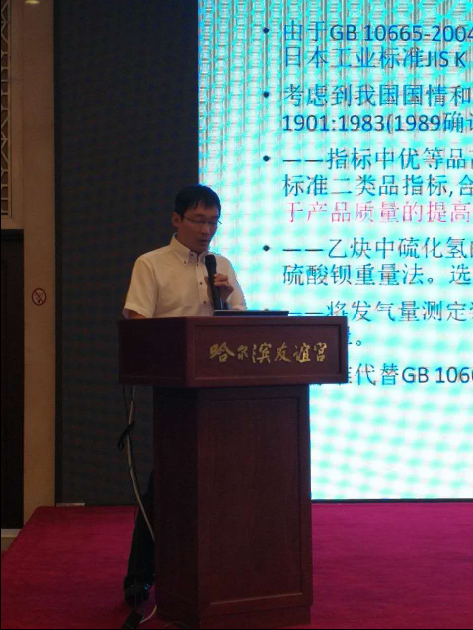 • 由于GB 10665-2004
日本工业标准JIS K
• 考虑到我国国情和
1901:1983(1989确认
• ——指标中优等品
标准二类品指标,合
于产品质量的提高
• ——乙炔中硫化氢
硫酸钡重量法。选
——将发气量测定
。
代替GB 1066
哈尔滨友谊宫